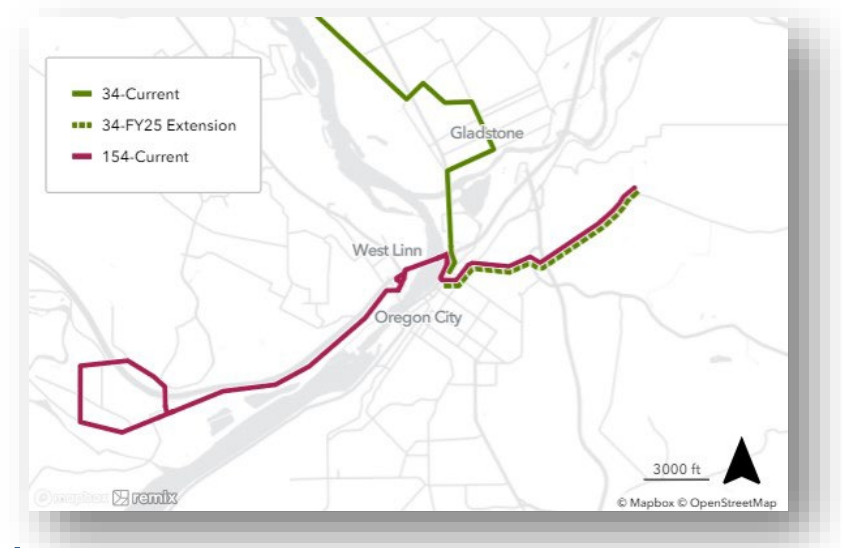 34-Current
34-FY25 Extension
154-Current
Gladstone
West Linn
Oregon City
3000 ft
mapbox remix
© Mapbox © OpenStreetMap